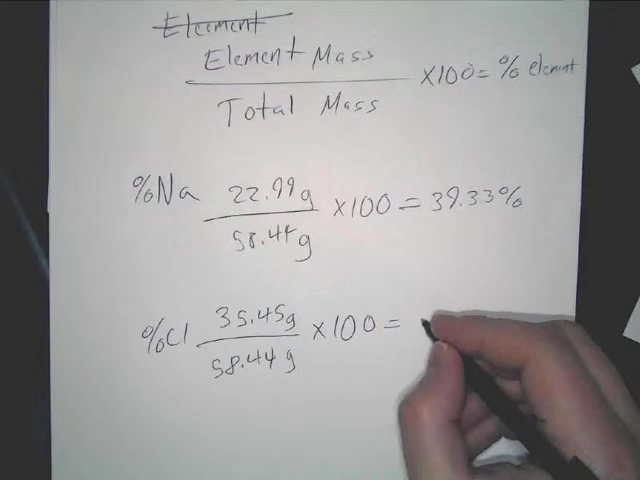 Eleement
Element Mass
Total Mass
X100 = % element
%Na 22.99g
58.44g
X100 = 39.33%
%Cl 35.45g
58.44g
X100 =